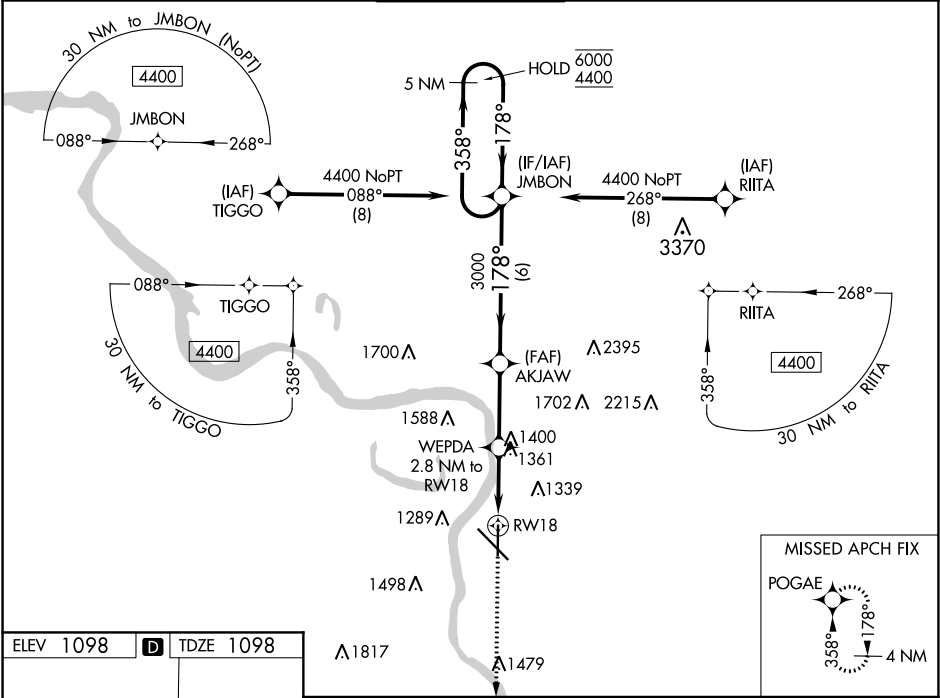 30 NM to JMBON (NoPT)
4400
JMBON
088°
268°
5 NM
HOLD 6000
4400
358°
178°
(IF/IAF)
JMBON
(IAF)
TIGGO
4400 NoPT
088°
(8)
4400 NoPT
268°
(8)
(IAF)
RIITA
3370
3000
178°
(6)
088°
TIGGO
4400
358°
30 NM to TIGGO
268°
RIITA
4400
358°
30 NM to RIITA
1700
(FAF)
AKJAW
2395
1702
2215
1588
WEPDA
2.8 NM to
RW18
1400
1361
1339
1289
RW18
1498
1817
1479
MISSED APCH FIX
POGAE
358°
178°
4 NM
ELEV 1098 D TDZE 1098